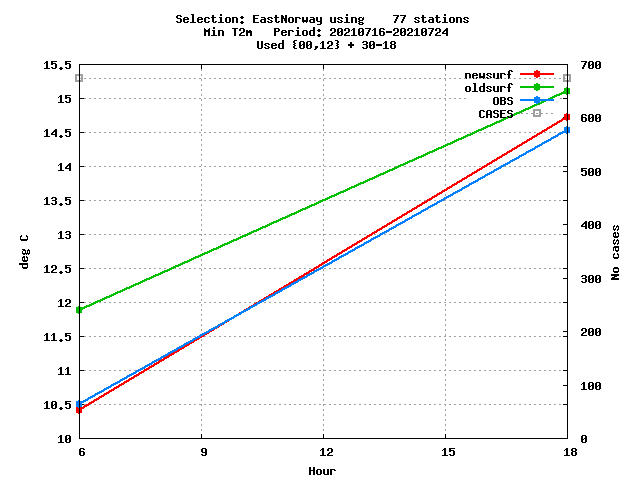 Selection: EastNorway using    77 stations
Min T2m   Period: 20210716-20210724
Used {00,12} + 30-18
15.5
15
14.5
14
13.5
13
12.5
12
11.5
11
10.5
10
deg C
700
600
500
400
300
200
100
0
No cases
newsurf
oldsurf
OBS
CASES
6 9 12 15 18
Hour